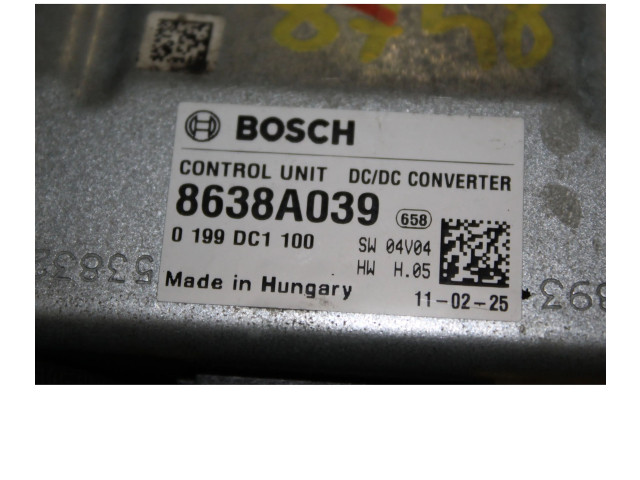 8748
BOSCH
CONTROL UNIT DC/DC CONVERTER
8638A039 658
0 199 DC1 100 SW 04V04
HW H.05
Made in Hungary 11-02-25